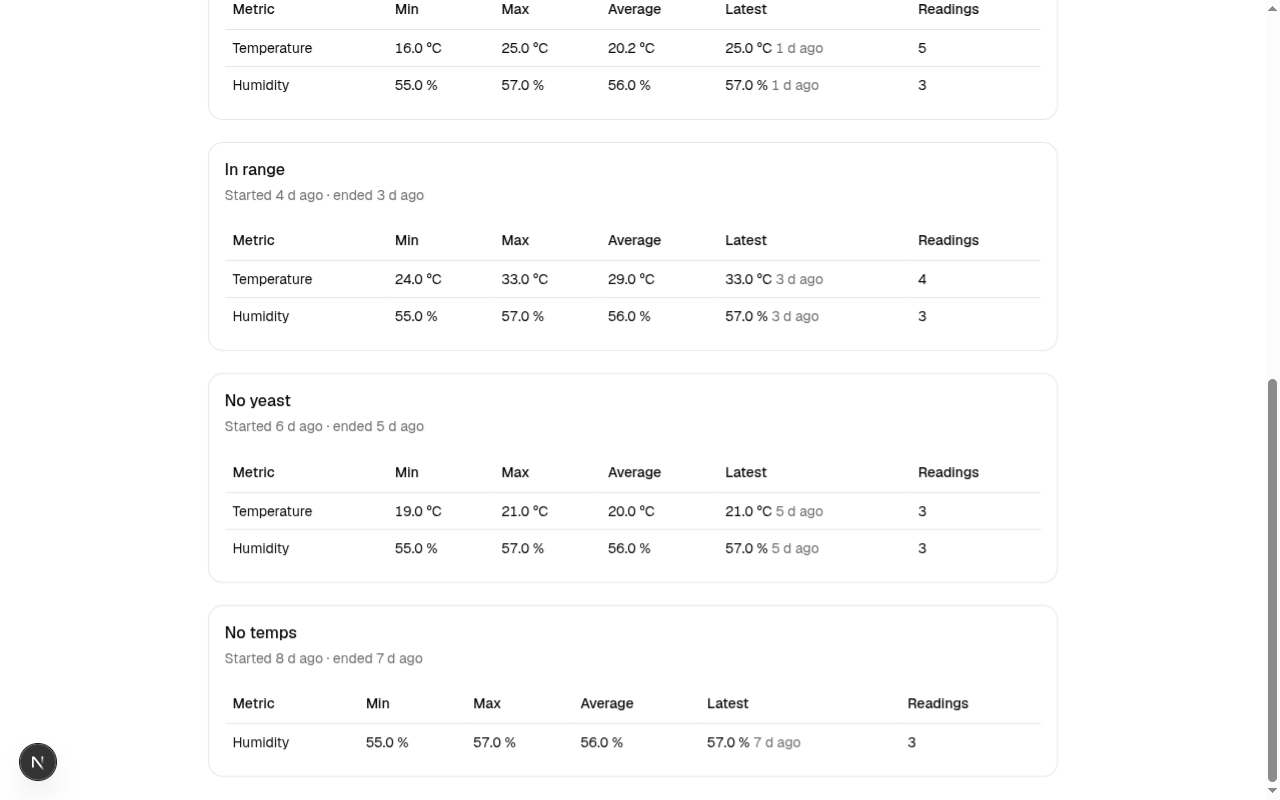 Metric Min Max Average Latest Readings
Temperature 16.0 °C 25.0 °C 20.2 °C 25.0 °C 1 d ago 5
Humidity 55.0 % 57.0 % 56.0 % 57.0 % 1 d ago 3
In range
Started 4 d ago · ended 3 d ago
Metric Min Max Average Latest Readings
Temperature 24.0 °C 33.0 °C 29.0 °C 33.0 °C 3 d ago 4
Humidity 55.0 % 57.0 % 56.0 % 57.0 % 3 d ago 3
No yeast
Started 6 d ago · ended 5 d ago
Metric Min Max Average Latest Readings
Temperature 19.0 °C 21.0 °C 20.0 °C 21.0 °C 5 d ago 3
Humidity 55.0 % 57.0 % 56.0 % 57.0 % 5 d ago 3
No temps
Started 8 d ago · ended 7 d ago
Metric Min Max Average Latest Readings
Humidity 55.0 % 57.0 % 56.0 % 57.0 % 7 d ago 3
N